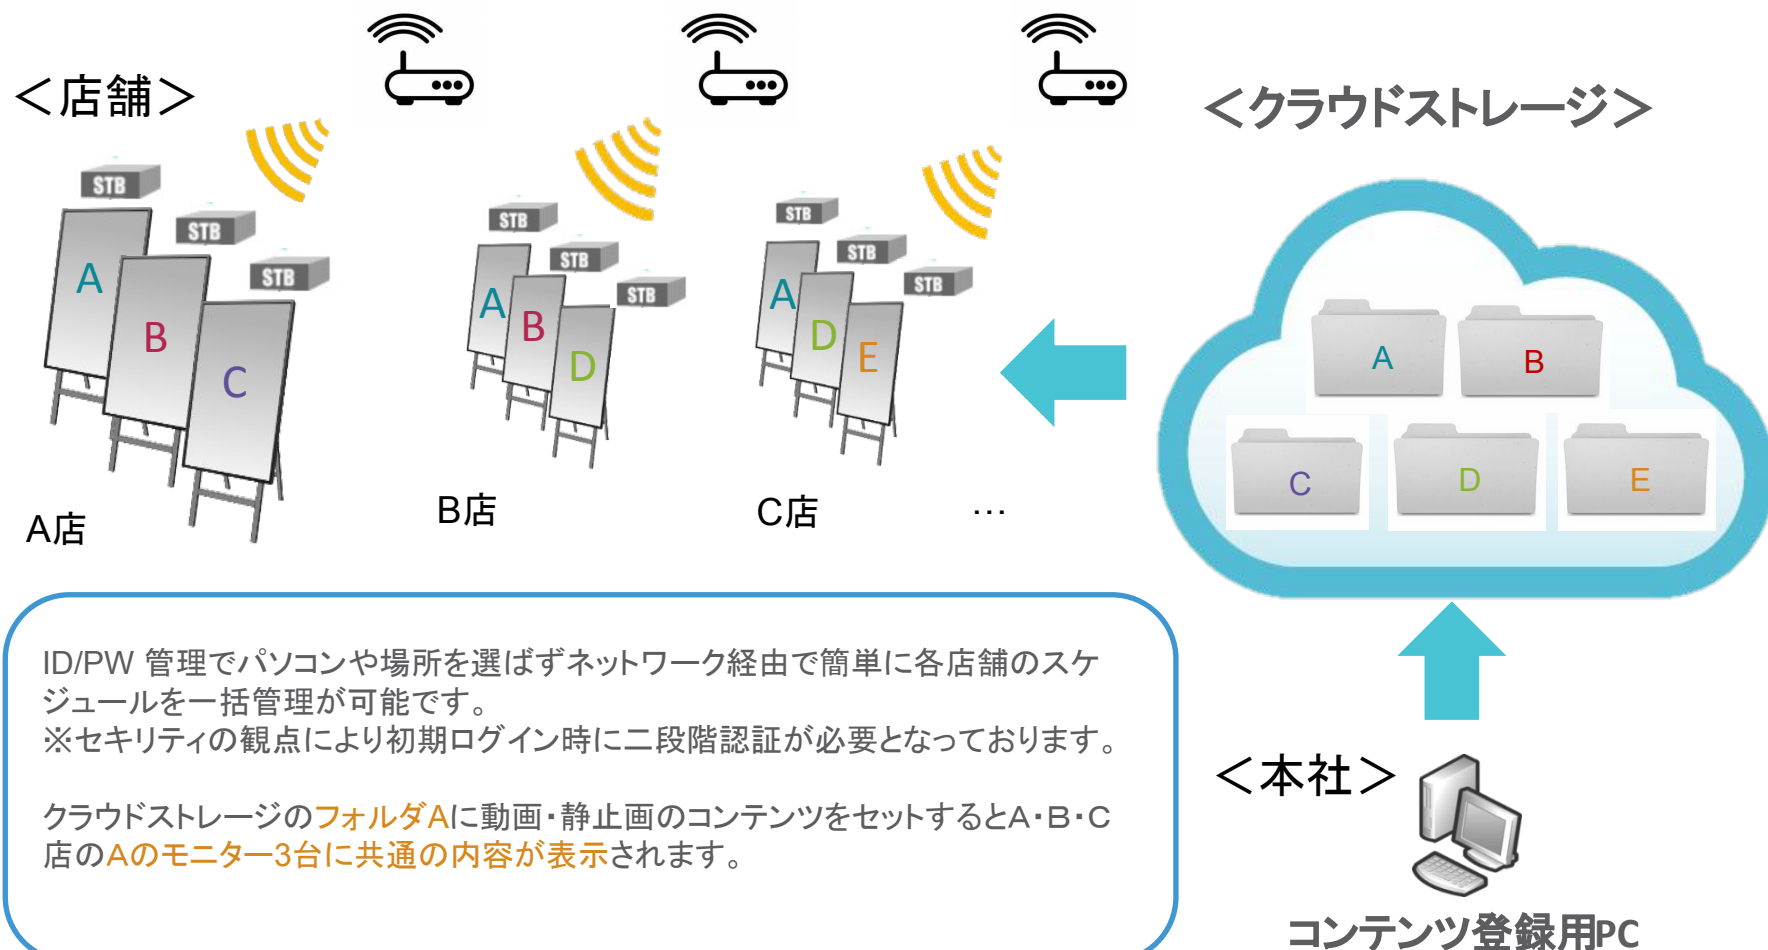 ＜店舗＞
STB
STB
STB
A
B
C
A店
STB
STB
STB
A
B
D
B店
STB
STB
STB
A
D
E
C店
…
＜クラウドストレージ＞
A
B
C
D
E
ID/PW 管理でパソコンや場所を選ばずネットワーク経由で簡単に各店舗のスケ
ジュールを一括管理が可能です。
※セキリティの観点により初期ログイン時に二段階認証が必要となっております。
クラウドストレージのフォルダAに動画・静止画のコンテンツをセットするとA・B・C
店のAのモニター3台に共通の内容が表示されます。
＜本社＞
コンテンツ登録用PC